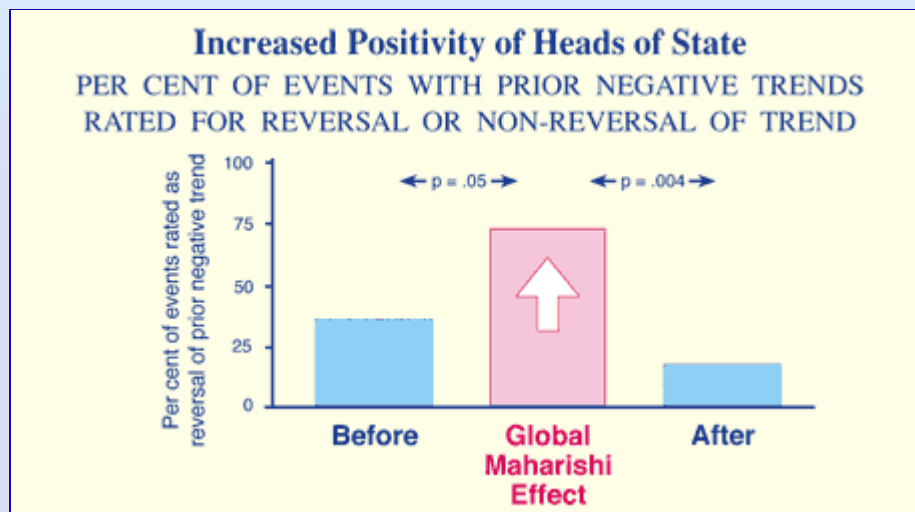 Increased Positivity of Heads of State
PER CENT OF EVENTS WITH PRIOR NEGATIVE TRENDS
RATED FOR REVERSAL OR NON-REVERSAL OF TREND
Per cent of events rated as
reversal of prior negative trend
100
75
50
25
0
p = .05
p = .004
Before
Global
Maharishi
Effect
After